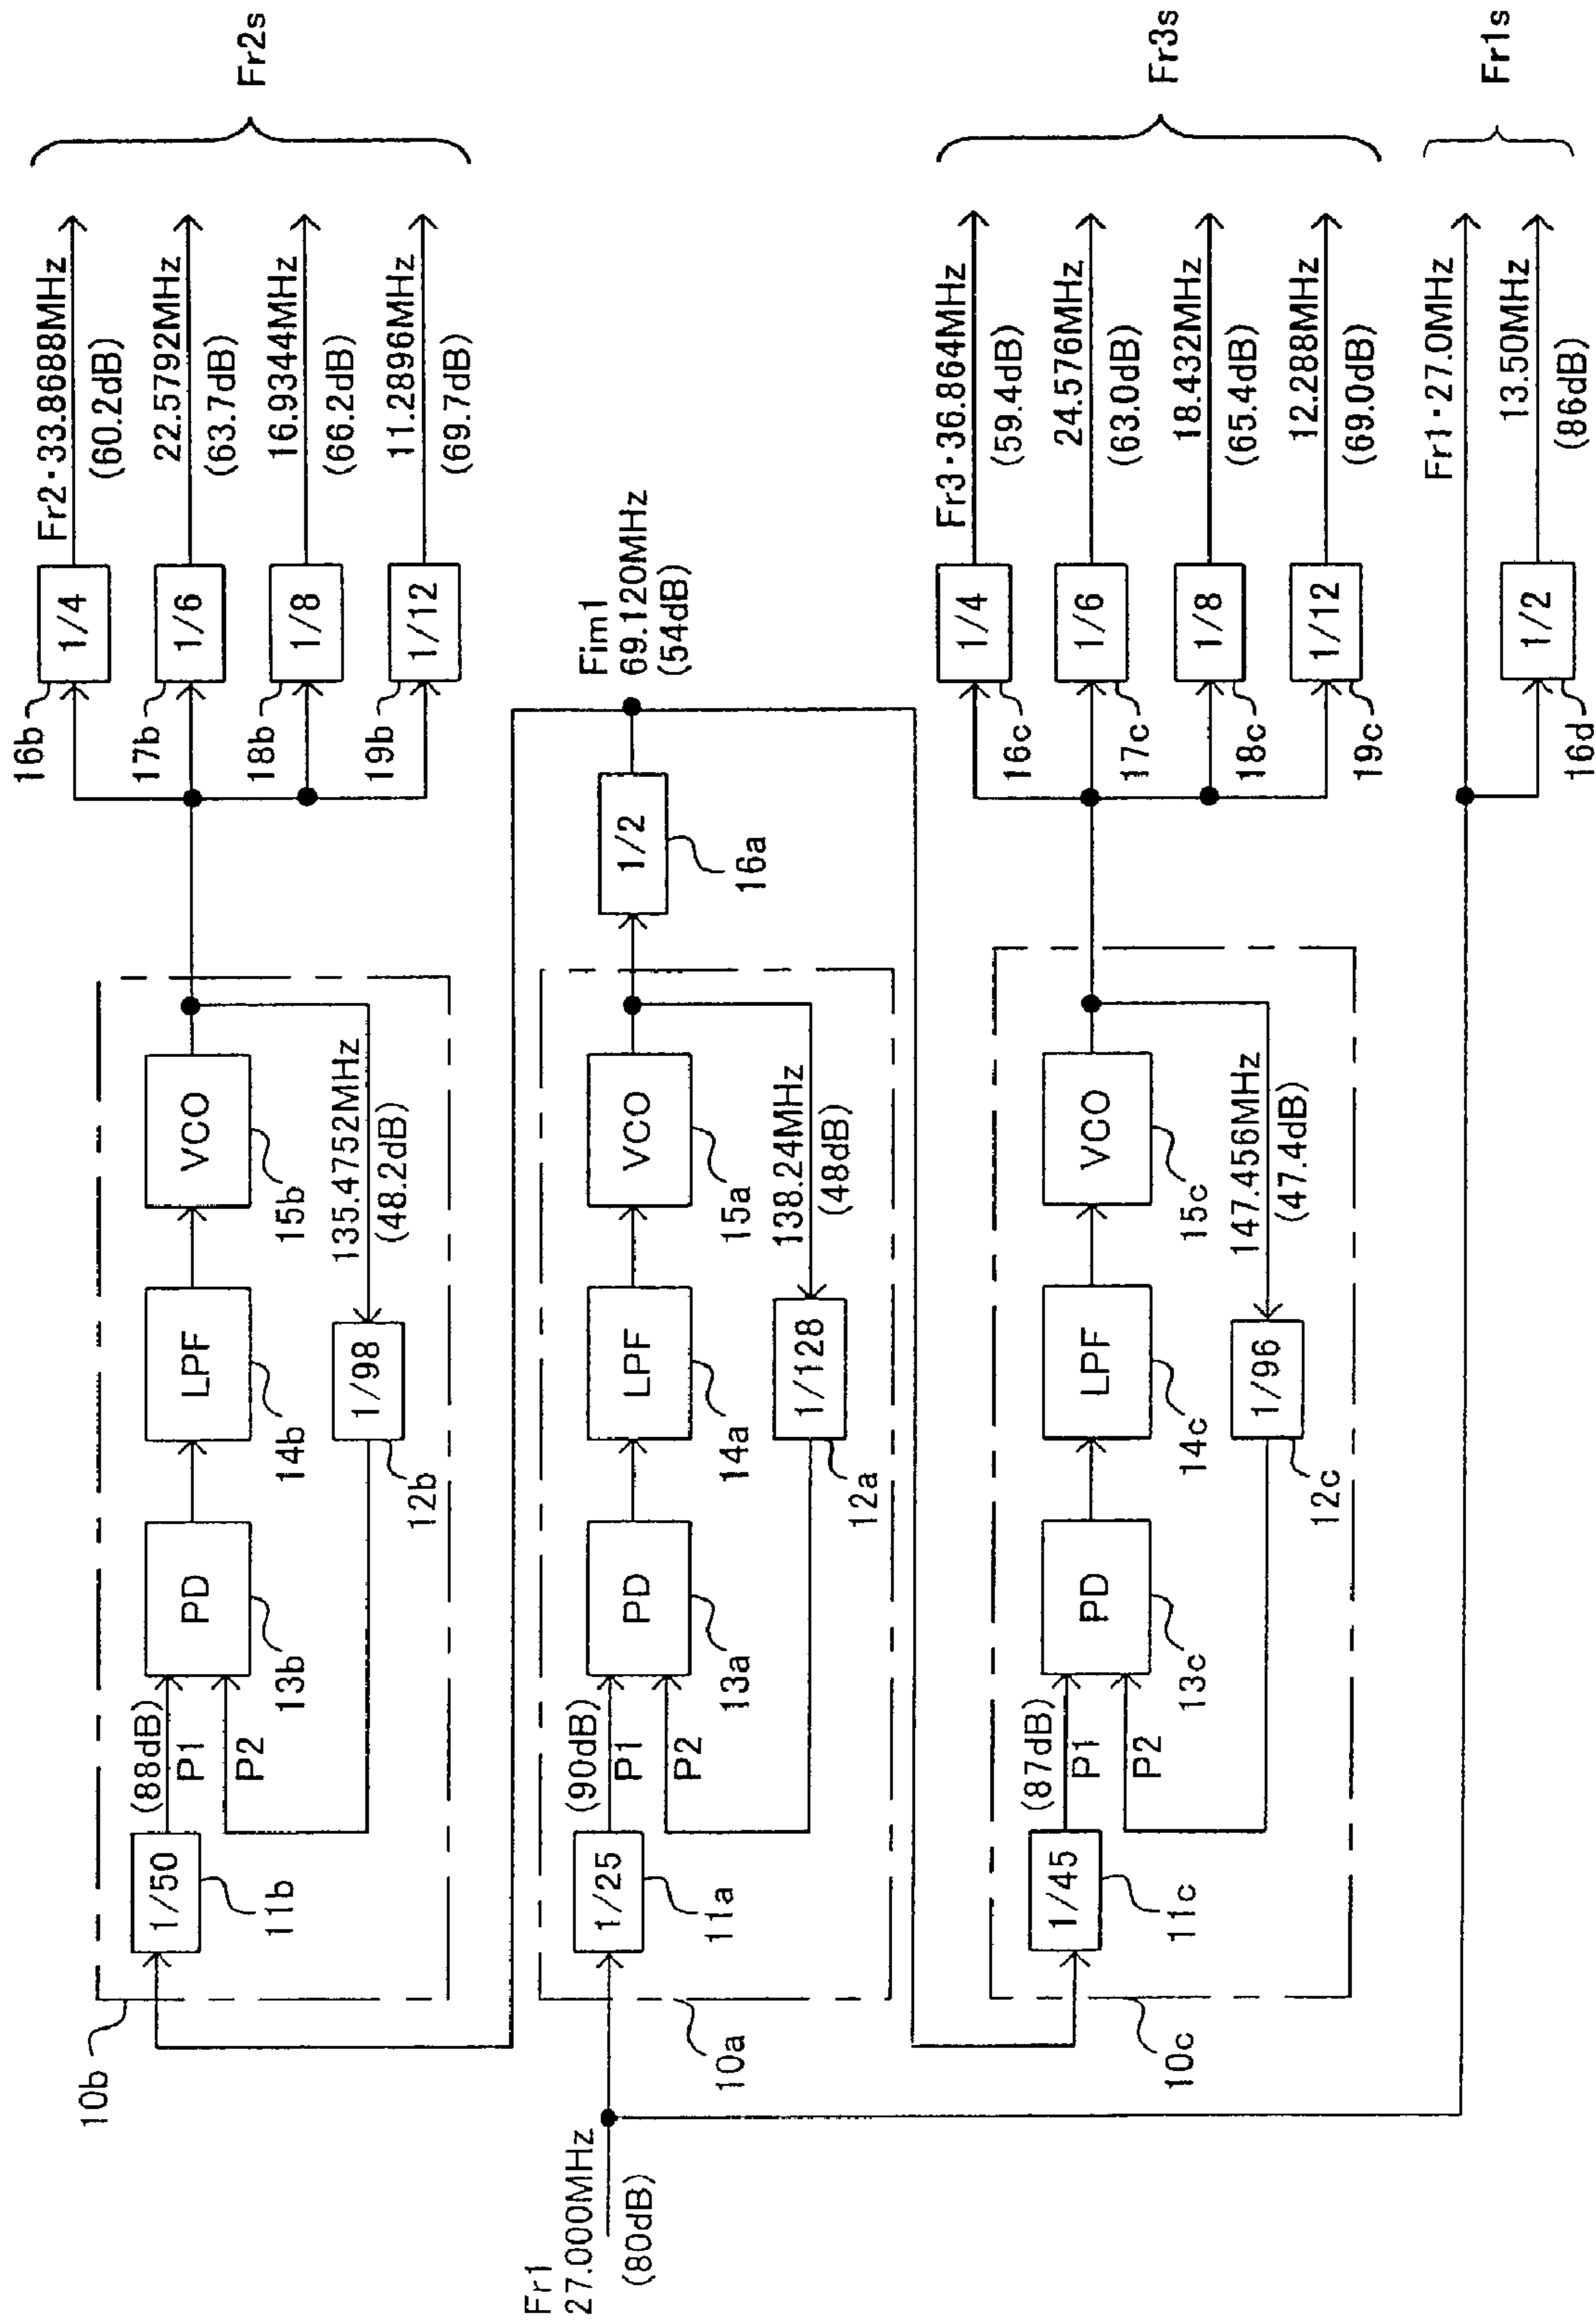 10b
1/50
11b
(88dB)
P1
P2
PD
13b
LPF
14b
VCO
15b
135.4752MHz
(48.2dB)
1/98
12b
16b
1/4
Fr2・33.8688MHz
(60.2dB)
17b
1/6
22.5792MHz
(63.7dB)
18b
1/8
16.9344MHz
(66.2dB)
19b
1/12
11.2896MHz
(69.7dB)
Fr2s
Fr1
27.000MHz
(80dB)
10a
1/25
11a
(90dB)
P1
P2
PD
13a
LPF
14a
VCO
15a
138.24MHz
(48dB)
1/128
12a
1/2
16a
Fim1
69.120MHz
(54dB)
10c
1/45
11c
(87dB)
P1
P2
PD
13c
LPF
14c
VCO
15c
147.456MHz
(47.4dB)
1/96
12c
16c
1/4
Fr3・36.864MHz
(59.4dB)
17c
1/6
24.576MHz
(63.0dB)
18c
1/8
18.432MHz
(65.4dB)
19c
1/12
12.288MHz
(69.0dB)
Fr3s
Fr1・27.0MHz
16d
1/2
13.50MHz
(86dB)
Fr1s